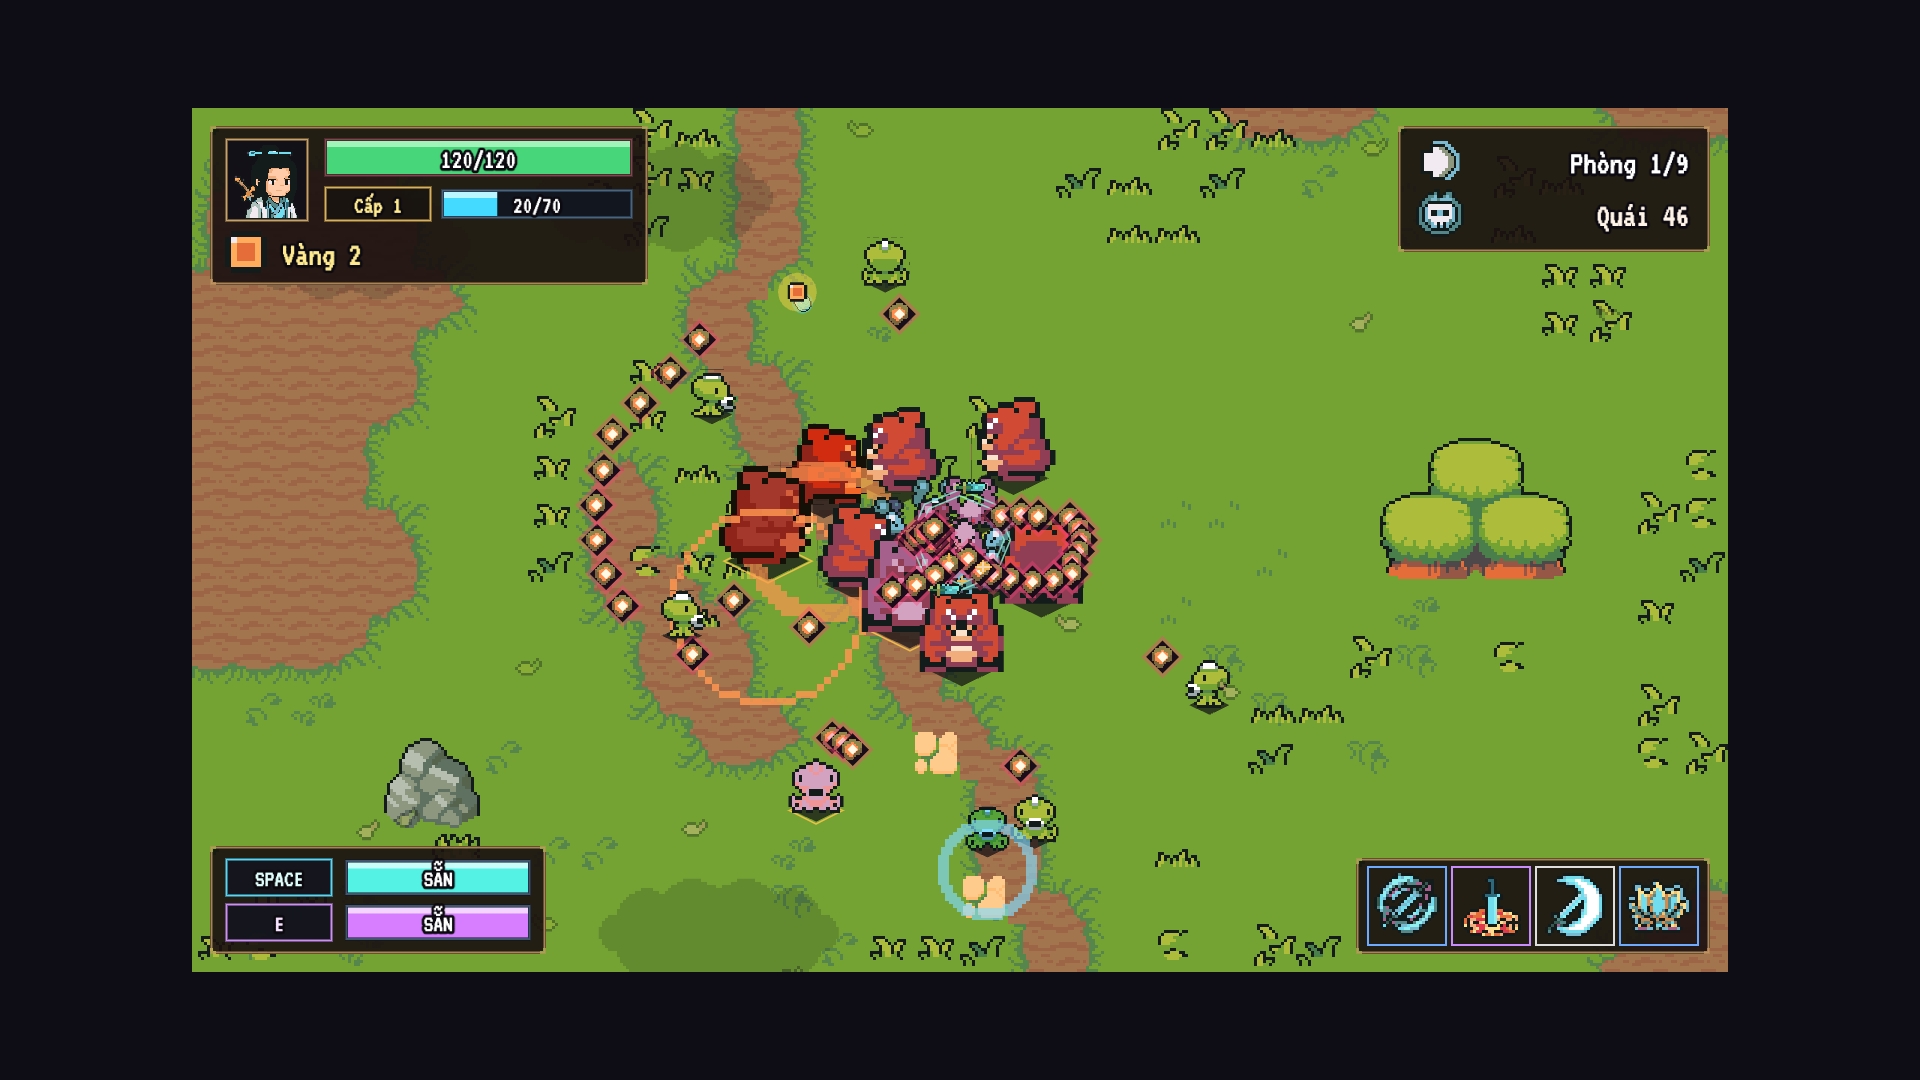 120/120
Cấp 1
20/70
Vàng 2
Phòng 1/9
Quái 46
SPACE
SẴN
E
SẴN